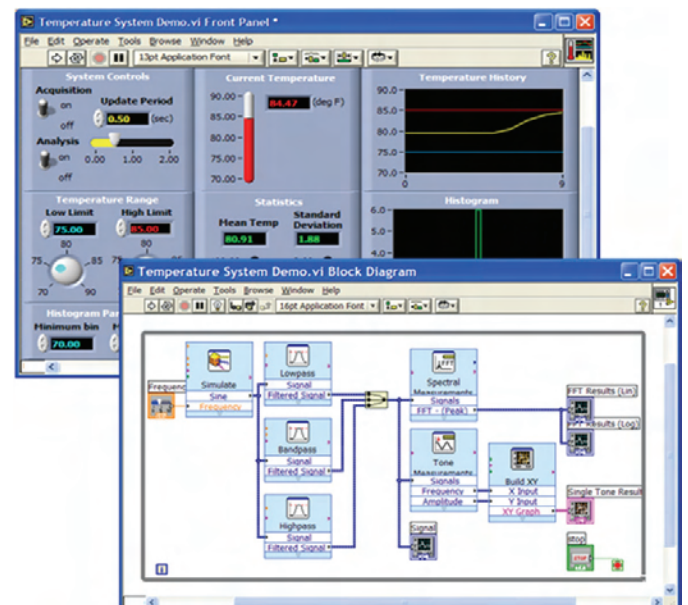 Temperature System Demo.vi Front Panel *
File Edit Operate Tools Browse Window Help
13pt Application Font
System Controls
Acquisition
on
off
Update Period
0.50 (sec)
Analysis
on
off
0.00 1.00 2.00
Current Temperature
90.00
85.00
80.00
75.00
70.00
84.47 (deg F)
Temperature History
90.0
85.0
80.0
75.0
70.0
0 9
Temperature Range
Low Limit High Limit
75.00 85.00
80 80
75 85 75
70 90
Statistics
Mean Temp
Standard
Deviation
80.91 1.88
Histogram
6.0
5.0
4.0
Histogram Pa
Minimum bin
70.00
Temperature System Demo.vi Block Diagram
File Edit Operate Tools Browse Window Help
16pt Application Font
Frequenc
Simulate
Sine
Frequency
Lowpass
Signal
Filtered Signal
Bandpass
Signal
Filtered Signal
Highpass
Signal
Filtered Signal
Spectral
Measurements
Signals
FFT - (Peak)
Tone
Measurements
Signals
Frequency
Amplitude
Build XY
X Input
Y Input
XY Graph
FFT Results (Lin)
FFT Results (Log)
Single Tone Result
Signal
stop
STOP
i